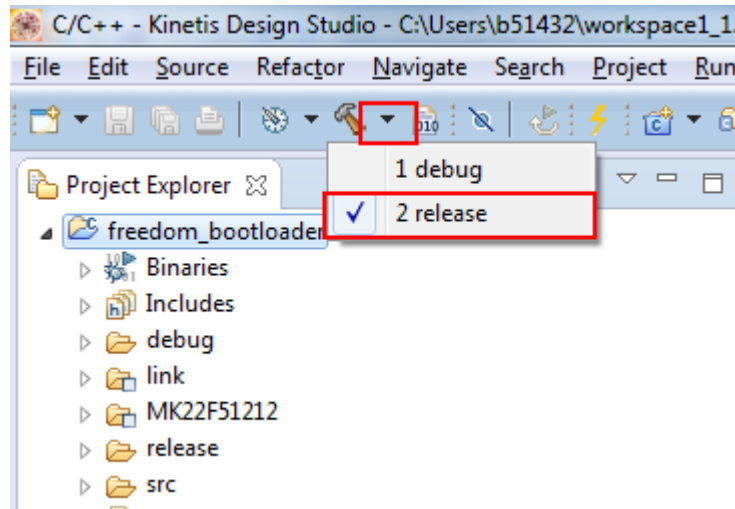 C/C++ - Kinetis Design Studio - C:\Users\b51432\workspace1_1.
File Edit Source Refactor Navigate Search Project Run
010
1 debug
Project Explorer
2 release
freedom_bootloader
Binaries
Includes
debug
link
MK22F51212
release
src